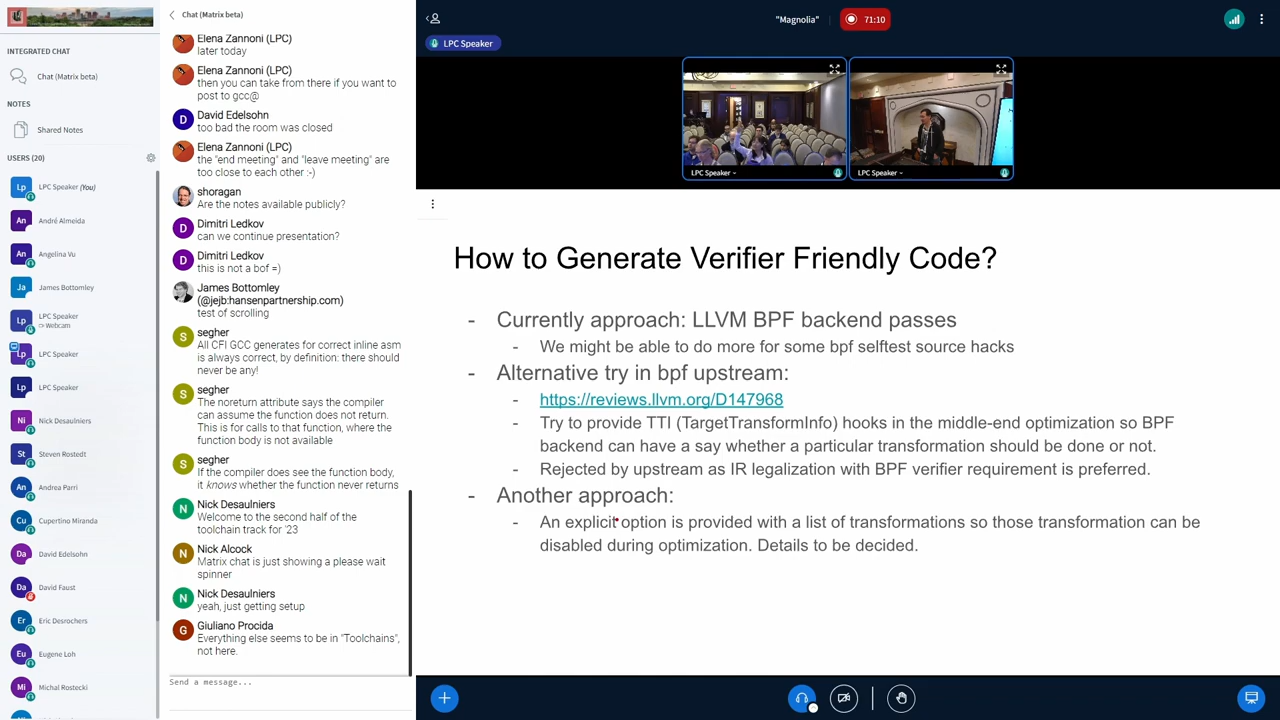 INTEGRATED CHAT
Chat (Matrix beta)
NOTES
Shared Notes
USERS (20)
Lp LPC Speaker (You)
An André Almeida
An Angelina Vu
Ja James Bottomley
Lp LPC Speaker
Webcam
Lp LPC Speaker
Lp LPC Speaker
Ni Nick Desaulniers
St Steven Rostedt
An Andrea Parri
Cu Cupertino Miranda
Da David Edelsohn
Da David Faust
Er Eric Desrochers
Eu Eugene Loh
Mi Michal Rostecki
Chat (Matrix beta)
Elena Zannoni (LPC)
later today
Elena Zannoni (LPC)
then you can take from there if you want to
post to gcc@
D David Edelsohn
too bad the room was closed
Elena Zannoni (LPC)
the "end meeting" and "leave meeting" are
too close to each other :-)
shoragan
Are the notes available publicly?
D Dimitri Ledkov
can we continue presentation?
D Dimitri Ledkov
this is not a bof =)
James Bottomley
(@jejb:hansenpartnership.com)
test of scrolling
S segher
All CFI GCC generates for correct inline asm
is always correct, by definition: there should
never be any!
S segher
The noreturn attribute says the compiler
can assume the function does not return.
This is for calls to that function, where the
function body is not available
S segher
If the compiler does see the function body,
it knows whether the function never returns
N Nick Desaulniers
Welcome to the second half of the
toolchain track for '23
N Nick Alcock
Matrix chat is just showing a please wait
spinner
N Nick Desaulniers
yeah, just getting setup
G Giuliano Procida
Everything else seems to be in "Toolchains",
not here.
Send a message...
"Magnolia"
71:10
LPC Speaker
LPC Speaker
LPC Speaker
How to Generate Verifier Friendly Code?
- Currently approach: LLVM BPF backend passes
- We might be able to do more for some bpf selftest source hacks
- Alternative try in bpf upstream:
- https://reviews.llvm.org/D147968
- Try to provide TTI (TargetTransformInfo) hooks in the middle-end optimization so BPF
backend can have a say whether a particular transformation should be done or not.
- Rejected by upstream as IR legalization with BPF verifier requirement is preferred.
- Another approach:
- An explicit option is provided with a list of transformations so those transformation can be
disabled during optimization. Details to be decided.